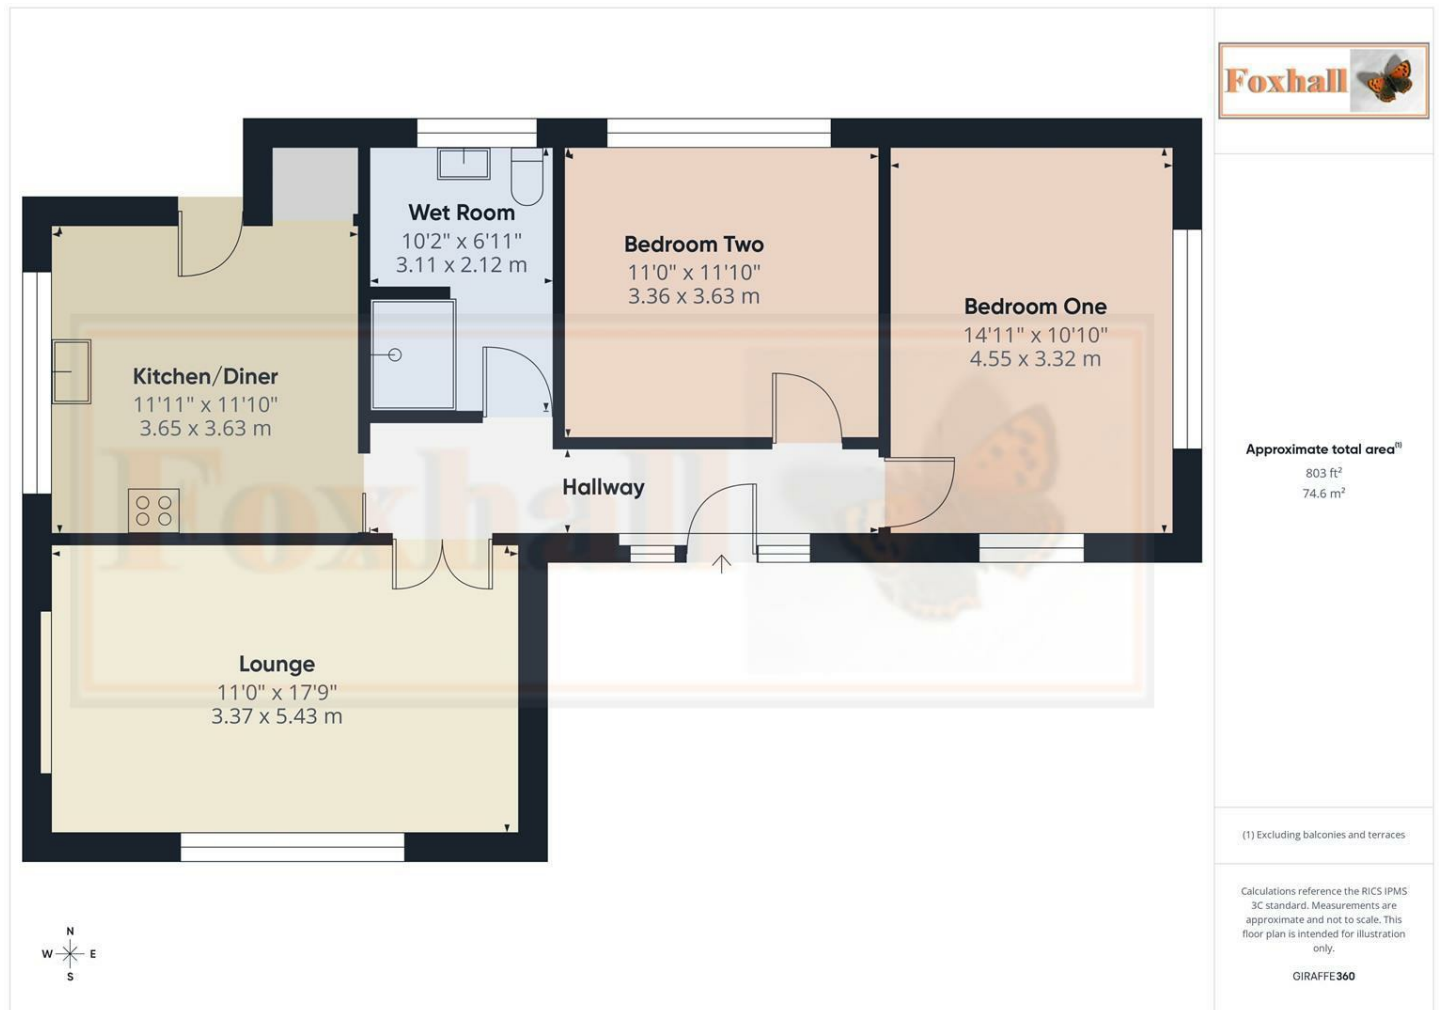 Foxhall
Wet Room
10'2" x 6'11"
3.11 x 2.12 m
Bedroom Two
11'0" x 11'10"
3.36 x 3.63 m
Bedroom One
14'11" x 10'10"
4.55 x 3.32 m
Kitchen/Diner
11'11" x 11'10"
3.65 x 3.63 m
Hallway
Foxhall
Lounge
11'0" x 17'9"
3.37 x 5.43 m
N
W E
S
Approximate total area(1)
803 ft²
74.6 m²
(1) Excluding balconies and terraces
Calculations reference the RICS IPMS
3C standard. Measurements are
approximate and not to scale. This
floor plan is intended for illustration
only.
GIRAFFE360